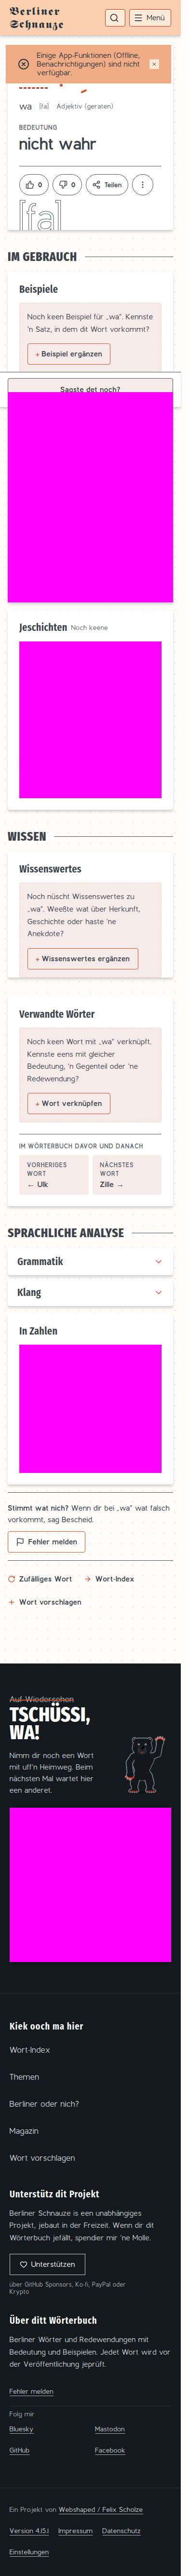 Berliner
Schnauze
Menü
Einige App-Funktionen (Offline,
Benachrichtigungen) sind nicht
verfügbar.
wa [fa] Adjektiv (geraten)
BEDEUTUNG
nicht wahr
0 0 Teilen
[fa]
IM GEBRAUCH
Beispiele
Noch keen Beispiel für „wa“. Kennste
'n Satz, in dem dit Wort vorkommt?
+ Beispiel ergänzen
Sagste det noch?
Jeschichten Noch keene
WISSEN
Wissenswertes
Noch nüscht Wissenswertes zu
„wa“. Weeßte wat über Herkunft,
Geschichte oder haste 'ne
Anekdote?
+ Wissenswertes ergänzen
Verwandte Wörter
Noch keen Wort mit „wa“ verknüpft.
Kennste eens mit gleicher
Bedeutung, 'n Gegenteil oder 'ne
Redewendung?
+ Wort verknüpfen
IM WÖRTERBUCH DAVOR UND DANACH
VORHERIGES
WORT
← Ulk
NÄCHSTES
WORT
Zille →
SPRACHLICHE ANALYSE
Grammatik
Klang
In Zahlen
Stimmt wat nich? Wenn dir bei „wa“ wat falsch
vorkommt, sag Bescheid.
Fehler melden
Zufälliges Wort → Wort-Index
+ Wort vorschlagen
Auf Wiedersehen
TSCHÜSSI,
WA!
Nimm dir noch een Wort
mit uff'n Heimweg. Beim
nächsten Mal wartet hier
een anderet.
Kiek ooch ma hier
Wort-Index
Themen
Berliner oder nich?
Magazin
Wort vorschlagen
Unterstütz dit Projekt
Berliner Schnauze is een unabhängiges
Projekt, jebaut in der Freizeit. Wenn dir dit
Wörterbuch jefällt, spendier mir 'ne Molle.
Unterstützen
über GitHub Sponsors, Ko-fi, PayPal oder
Krypto
Über ditt Wörterbuch
Berliner Wörter und Redewendungen mit
Bedeutung und Beispielen. Jedet Wort wird vor
der Veröffentlichung jeprüft.
Fehler melden
Folg mir
Bluesky Mastodon
GitHub Facebook
Ein Projekt von Webshaped / Felix Scholze
Version 4.15.1 Impressum Datenschutz
Einstellungen